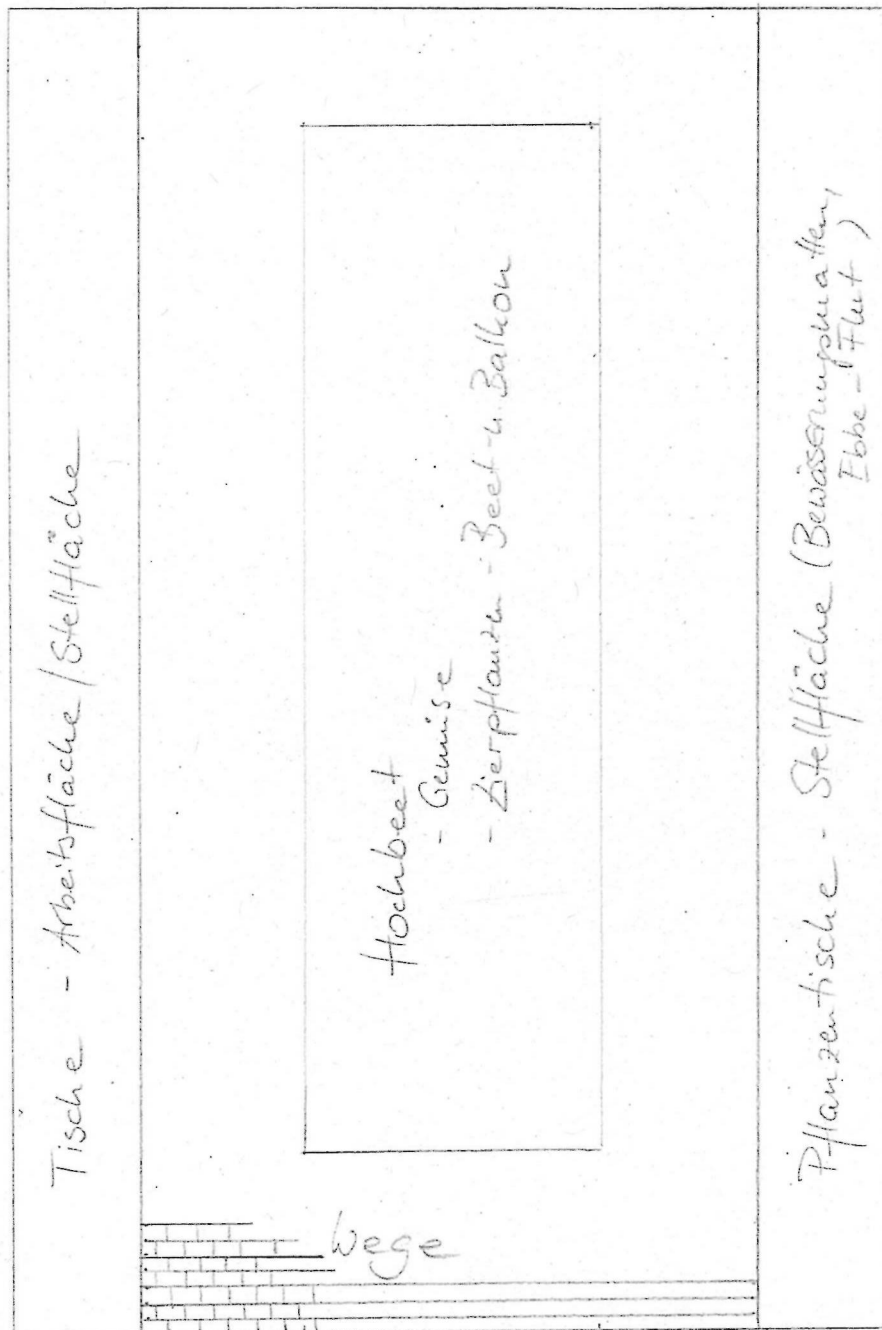 Tische - Arbeitsfläche/Stellfläche
Hochbeet
- Gemüse
- Zierpflanzen - Beet- u. Balkon
Wege
Pflanzentische - Stellfläche (Bewässerungsmatten,
Ebbe - Flut)